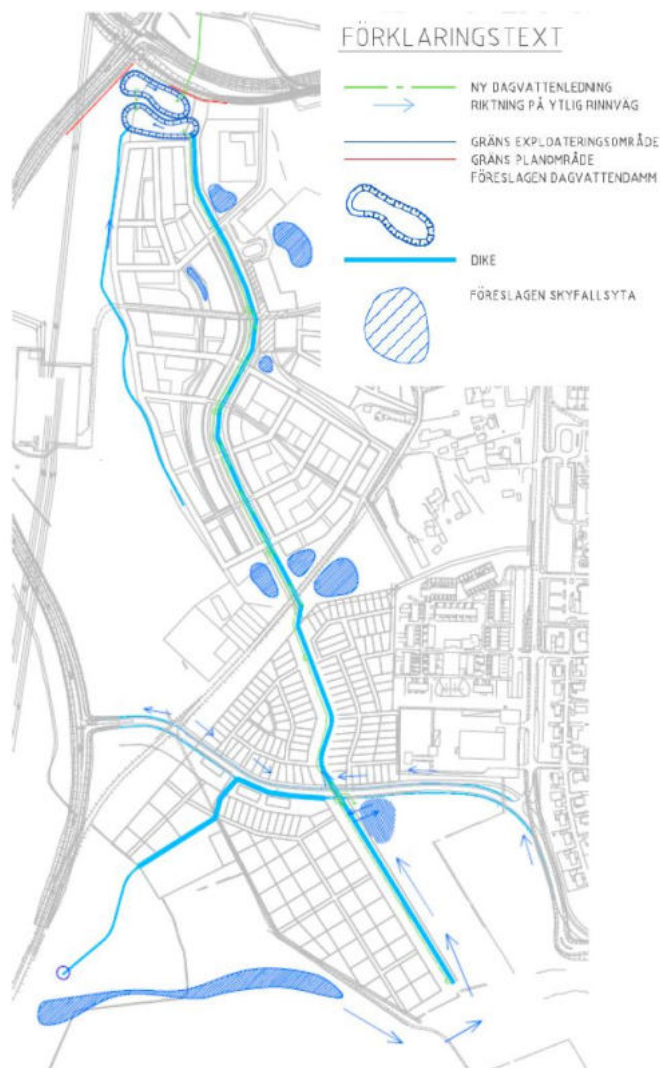 FÖRKLARINGSTEXT
NY DAGVATTENLEDNING
RIKTNING PÅ YTLIG RINNVÄG
GRÄNS EXPLOATERINGSOMRÅDE
GRÄNS PLANOMRÅDE
FÖRESLAGEN DAGVATTENDAMM
DIKE
FÖRESLAGEN SKYFALLSYTA